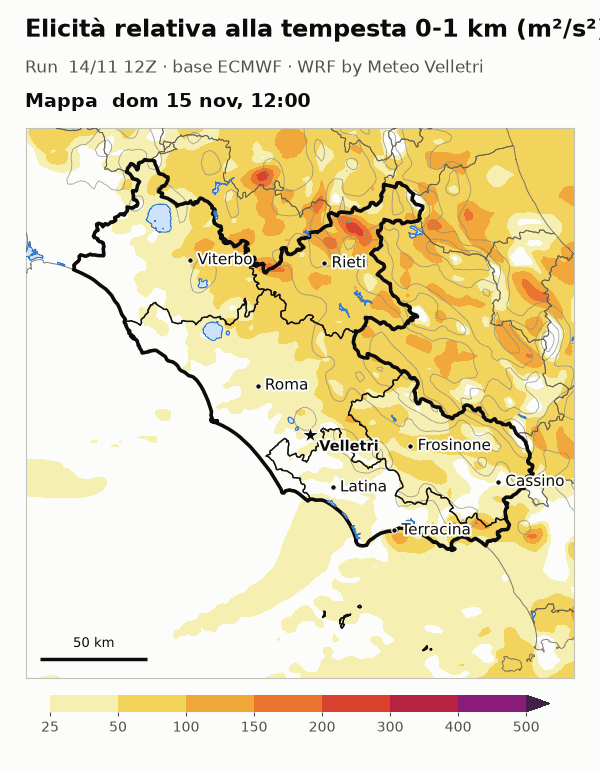 Elicità relativa alla tempesta 0-1 km (m²/s²)
Run 14/11 12Z · base ECMWF · WRF by Meteo Velletri
Mappa dom 15 nov, 12:00
Viterbo
Rieti
Roma
Velletri
Frosinone
Latina
Cassino
Terracina
50 km
25 50 100 150 200 300 400 500